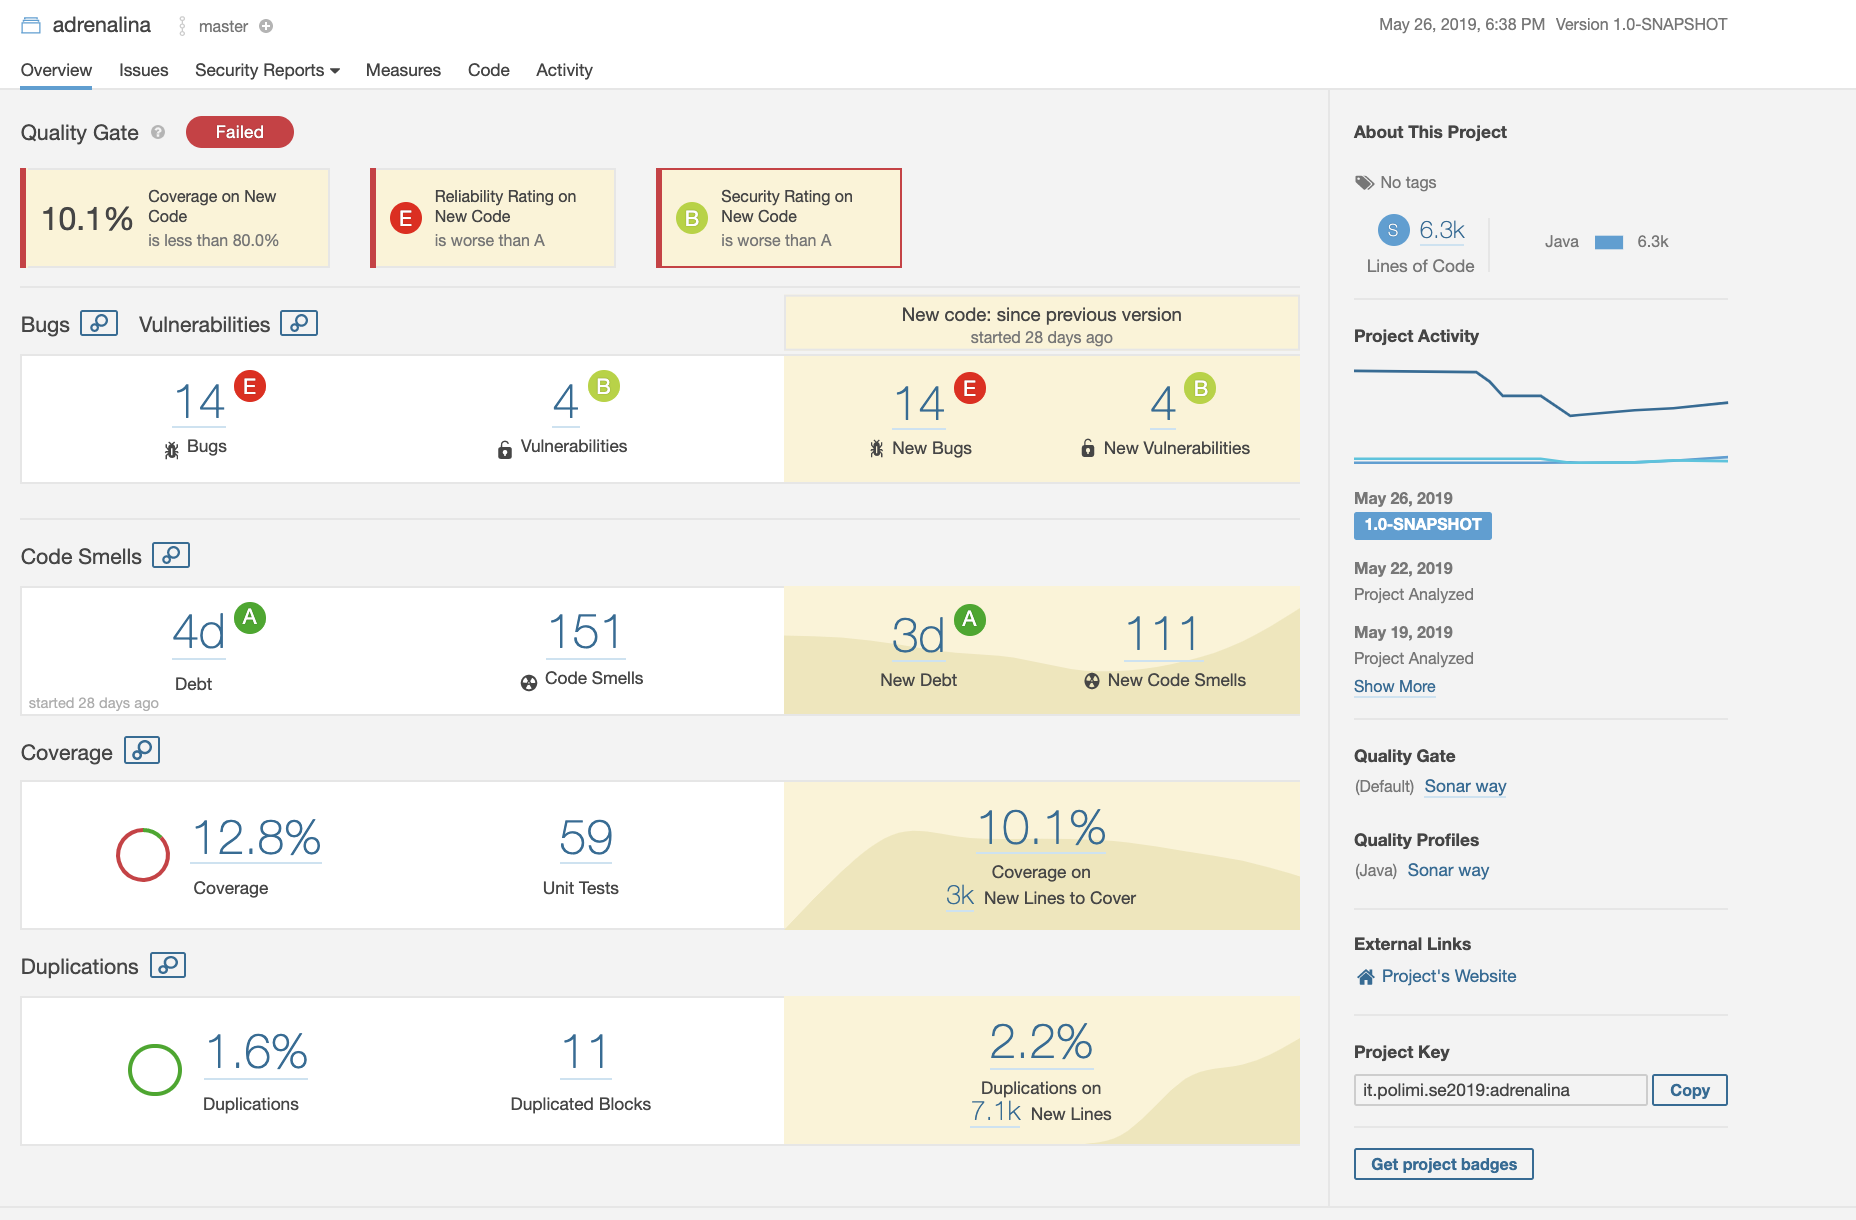 adrenalina master
May 26, 2019, 6:38 PM Version 1.0-SNAPSHOT
Overview Issues Security Reports Measures Code Activity
Quality Gate ? Failed
10.1%
Coverage on New
Code
is less than 80.0%
E
Reliability Rating on
New Code
is worse than A
B
Security Rating on
New Code
is worse than A
Bugs Vulnerabilities
New code: since previous version
started 28 days ago
14 E
Bugs
4 B
Vulnerabilities
14 E
New Bugs
4 B
New Vulnerabilities
Code Smells
4d A
Debt
started 28 days ago
151
Code Smells
3d A
New Debt
111
New Code Smells
Coverage
12.8%
Coverage
59
Unit Tests
10.1%
Coverage on
3k New Lines to Cover
Duplications
1.6%
Duplications
11
Duplicated Blocks
2.2%
Duplications on
7.1k New Lines
About This Project
No tags
S 6.3k
Lines of Code
Java 6.3k
Project Activity
May 26, 2019
1.0-SNAPSHOT
May 22, 2019
Project Analyzed
May 19, 2019
Project Analyzed
Show More
Quality Gate
(Default) Sonar way
Quality Profiles
(Java) Sonar way
External Links
Project's Website
Project Key
it.polimi.se2019:adrenalina Copy
Get project badges